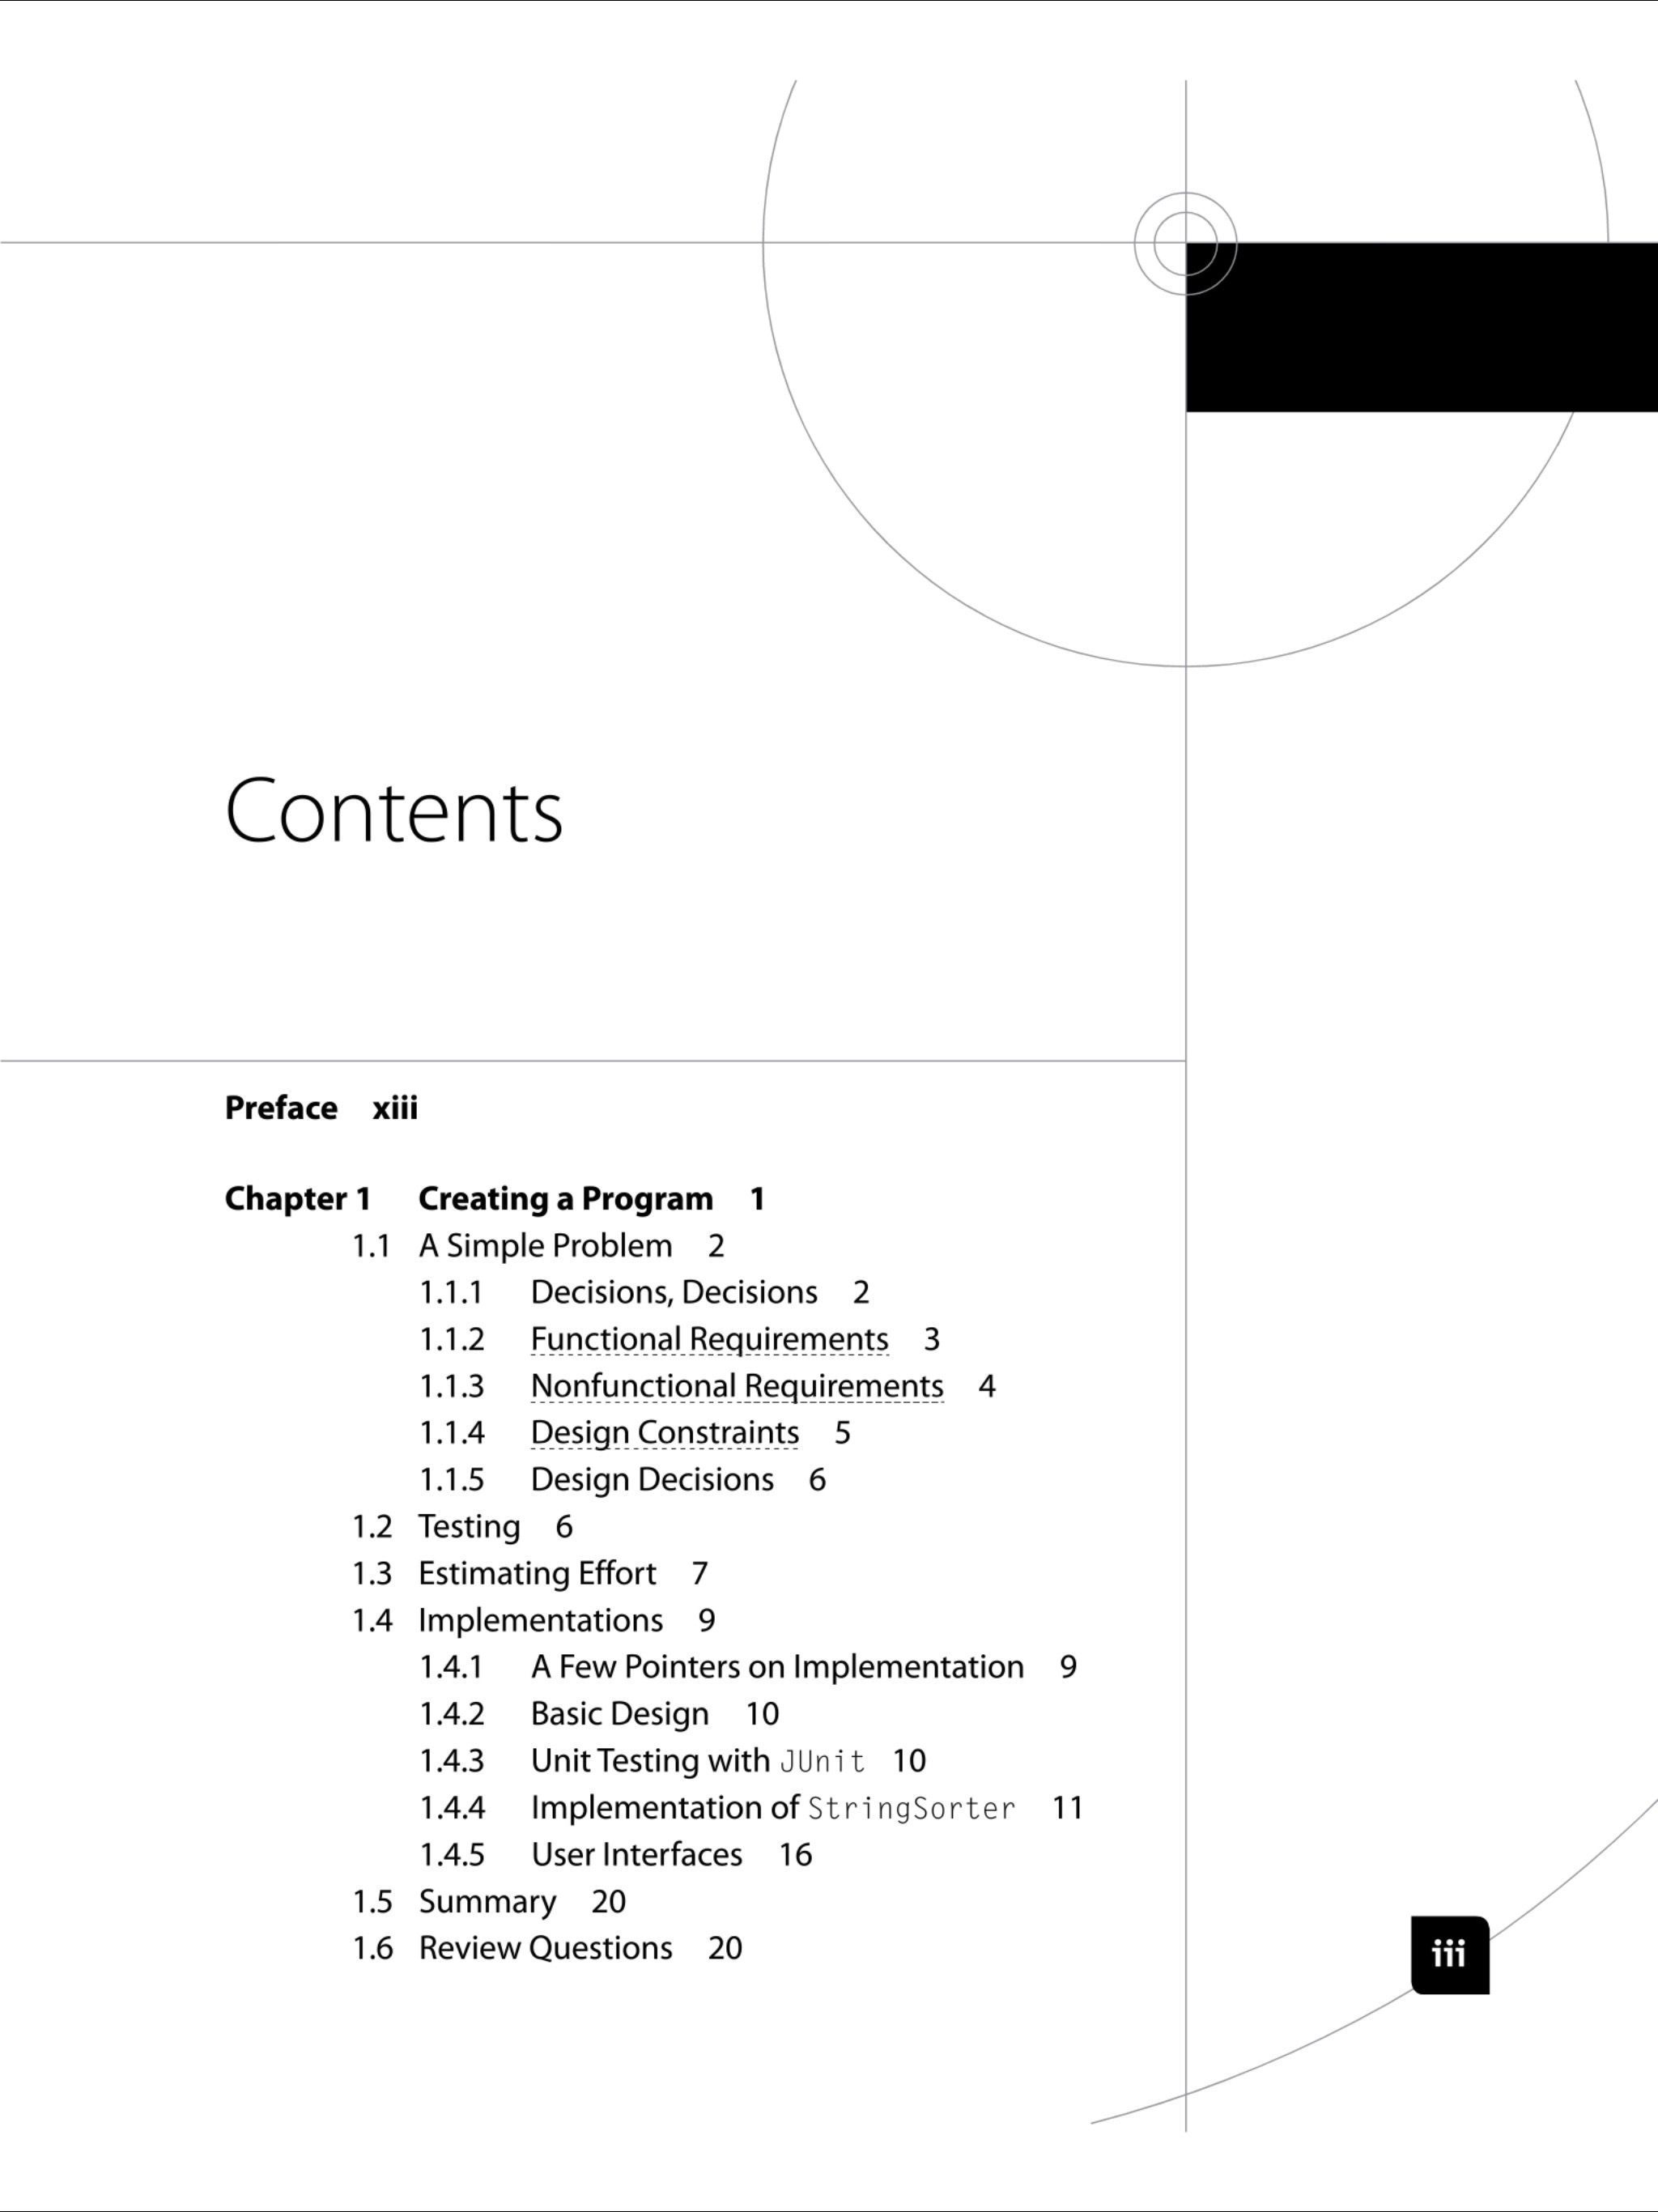 Contents
Preface xiii
Chapter 1 Creating a Program 1
1.1 A Simple Problem 2
1.1.1 Decisions, Decisions 2
1.1.2 Functional Requirements 3
1.1.3 Nonfunctional Requirements 4
1.1.4 Design Constraints 5
1.1.5 Design Decisions 6
1.2 Testing 6
1.3 Estimating Effort 7
1.4 Implementations 9
1.4.1 A Few Pointers on Implementation 9
1.4.2 Basic Design 10
1.4.3 Unit Testing with JUnit 10
1.4.4 Implementation of StringSorter 11
1.4.5 User Interfaces 16
1.5 Summary 20
1.6 Review Questions 20
iii